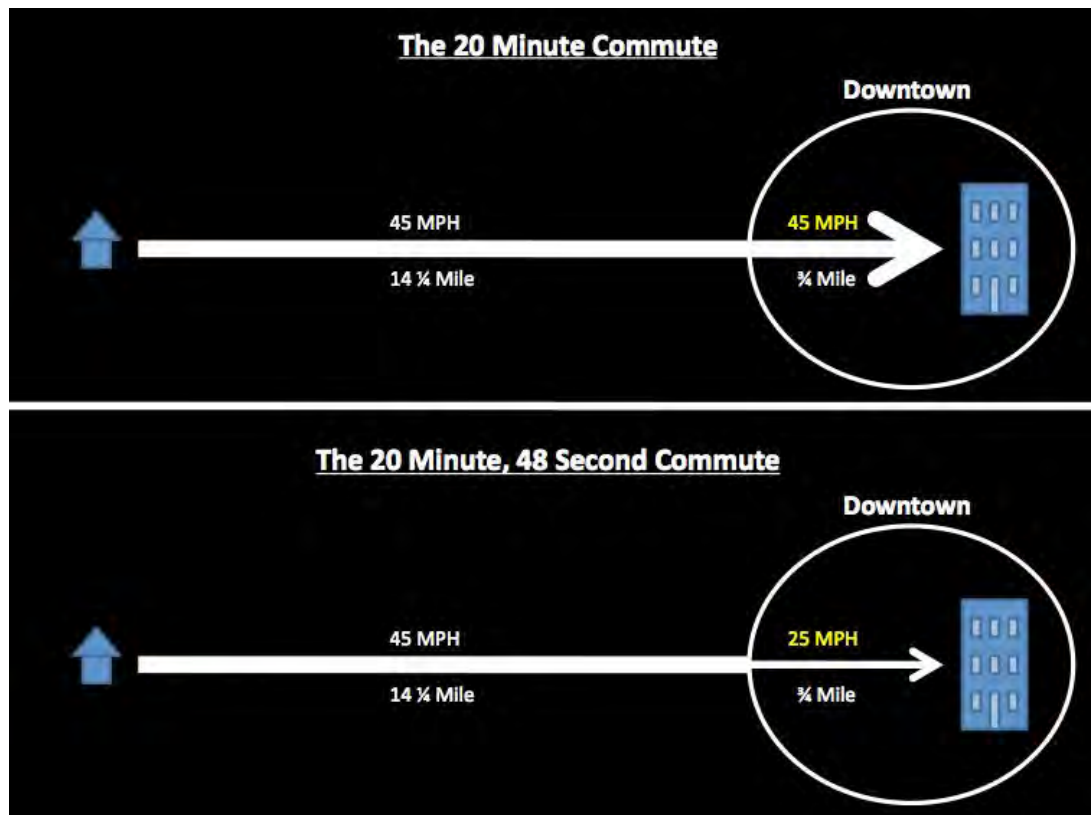 The 20 Minute Commute
Downtown
45 MPH
45 MPH
14 ¼ Mile
¾ Mile
The 20 Minute, 48 Second Commute
Downtown
45 MPH
25 MPH
14 ¼ Mile
¾ Mile